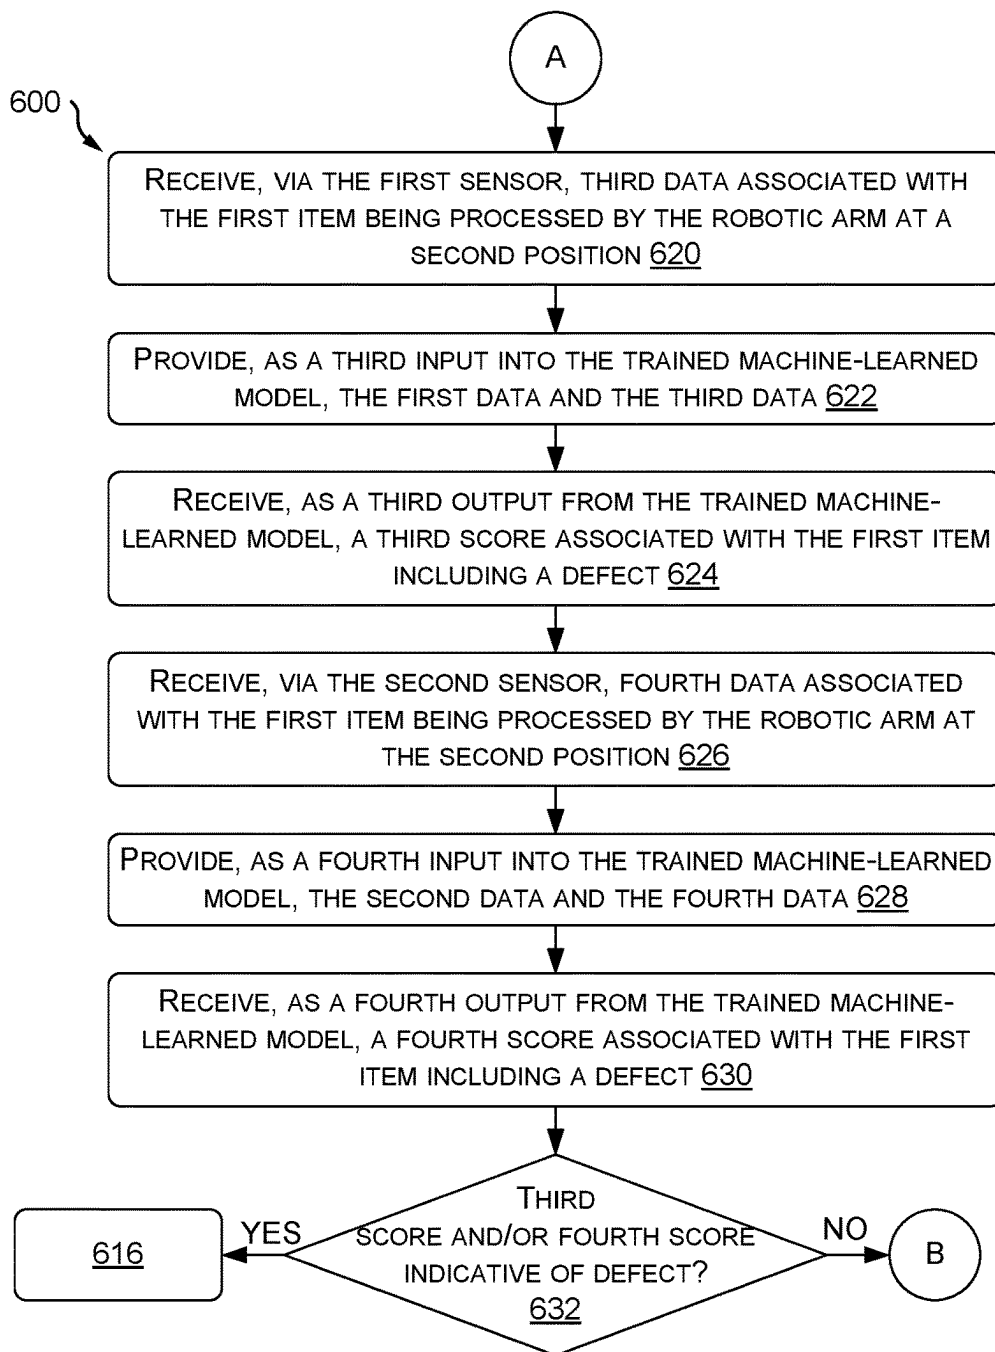 A
600
RECEIVE, VIA THE FIRST SENSOR, THIRD DATA ASSOCIATED WITH
THE FIRST ITEM BEING PROCESSED BY THE ROBOTIC ARM AT A
SECOND POSITION 620
PROVIDE, AS A THIRD INPUT INTO THE TRAINED MACHINE-LEARNED
MODEL, THE FIRST DATA AND THE THIRD DATA 622
RECEIVE, AS A THIRD OUTPUT FROM THE TRAINED MACHINE-
LEARNED MODEL, A THIRD SCORE ASSOCIATED WITH THE FIRST ITEM
INCLUDING A DEFECT 624
RECEIVE, VIA THE SECOND SENSOR, FOURTH DATA ASSOCIATED
WITH THE FIRST ITEM BEING PROCESSED BY THE ROBOTIC ARM AT
THE SECOND POSITION 626
PROVIDE, AS A FOURTH INPUT INTO THE TRAINED MACHINE-LEARNED
MODEL, THE SECOND DATA AND THE FOURTH DATA 628
RECEIVE, AS A FOURTH OUTPUT FROM THE TRAINED MACHINE-
LEARNED MODEL, A FOURTH SCORE ASSOCIATED WITH THE FIRST
ITEM INCLUDING A DEFECT 630
THIRD
SCORE AND/OR FOURTH SCORE
INDICATIVE OF DEFECT?
632
YES
616
NO
B